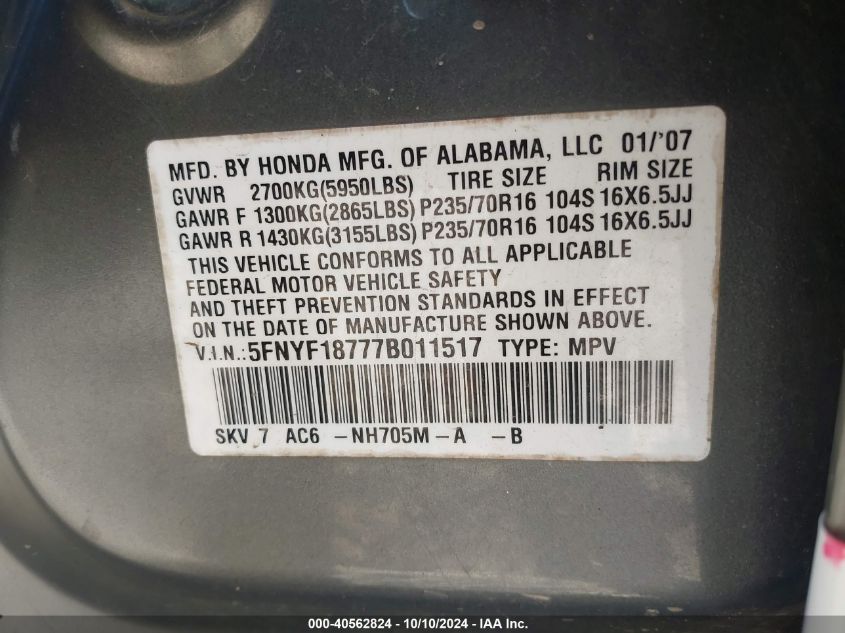 MFD. BY HONDA MFG. OF ALABAMA, LLC 01/'07
GVWR 2700KG(5950LBS) TIRE SIZE RIM SIZE
GAWR F 1300KG(2865LBS) P235/70R16 104S 16X6.5JJ
GAWR R 1430KG(3155LBS) P235/70R16 104S 16X6.5JJ
THIS VEHICLE CONFORMS TO ALL APPLICABLE
FEDERAL MOTOR VEHICLE SAFETY
AND THEFT PREVENTION STANDARDS IN EFFECT
ON THE DATE OF MANUFACTURE SHOWN ABOVE.
V.I.N.:5FNYF18777B011517 TYPE: MPV
SKV 7 AC6 -NH705M-A -B
000-40562824 - 10/10/2024 - IAA Inc.